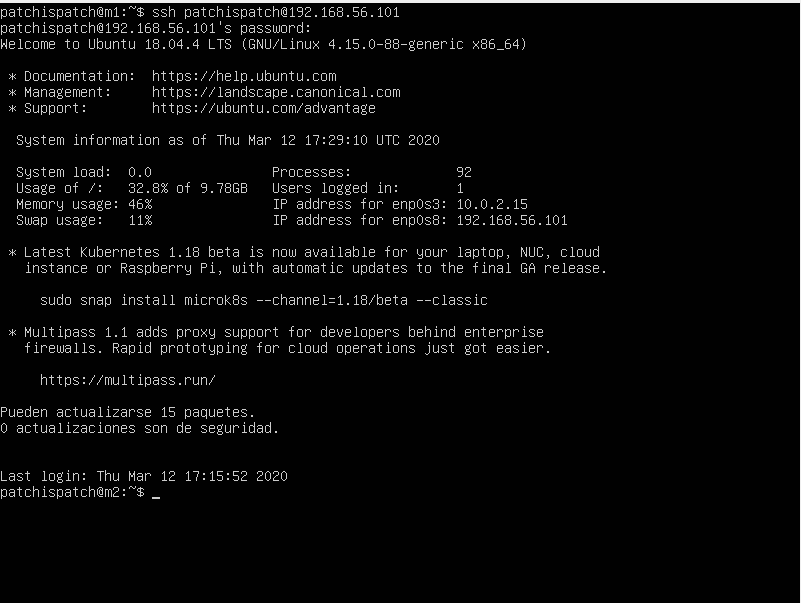 patchispatch@m1:~$ ssh patchispatch@192.168.56.101
patchispatch@192.168.56.101's password:
Welcome to Ubuntu 18.04.4 LTS (GNU/Linux 4.15.0-88-generic x86_64)
* Documentation:  https://help.ubuntu.com
* Management:     https://landscape.canonical.com
* Support:        https://ubuntu.com/advantage
System information as of Thu Mar 12 17:29:10 UTC 2020
System load:  0.0               Processes:             92
Usage of /:   32.8% of 9.78GB   Users logged in:       1
Memory usage: 46%               IP address for enp0s3: 10.0.2.15
Swap usage:   11%               IP address for enp0s8: 192.168.56.101
* Latest Kubernetes 1.18 beta is now available for your laptop, NUC, cloud
instance or Raspberry Pi, with automatic updates to the final GA release.
sudo snap install microk8s --channel=1.18/beta --classic
* Multipass 1.1 adds proxy support for developers behind enterprise
firewalls. Rapid prototyping for cloud operations just got easier.
https://multipass.run/
Pueden actualizarse 15 paquetes.
0 actualizaciones son de seguridad.
Last login: Thu Mar 12 17:15:52 2020
patchispatch@m2:~$ _